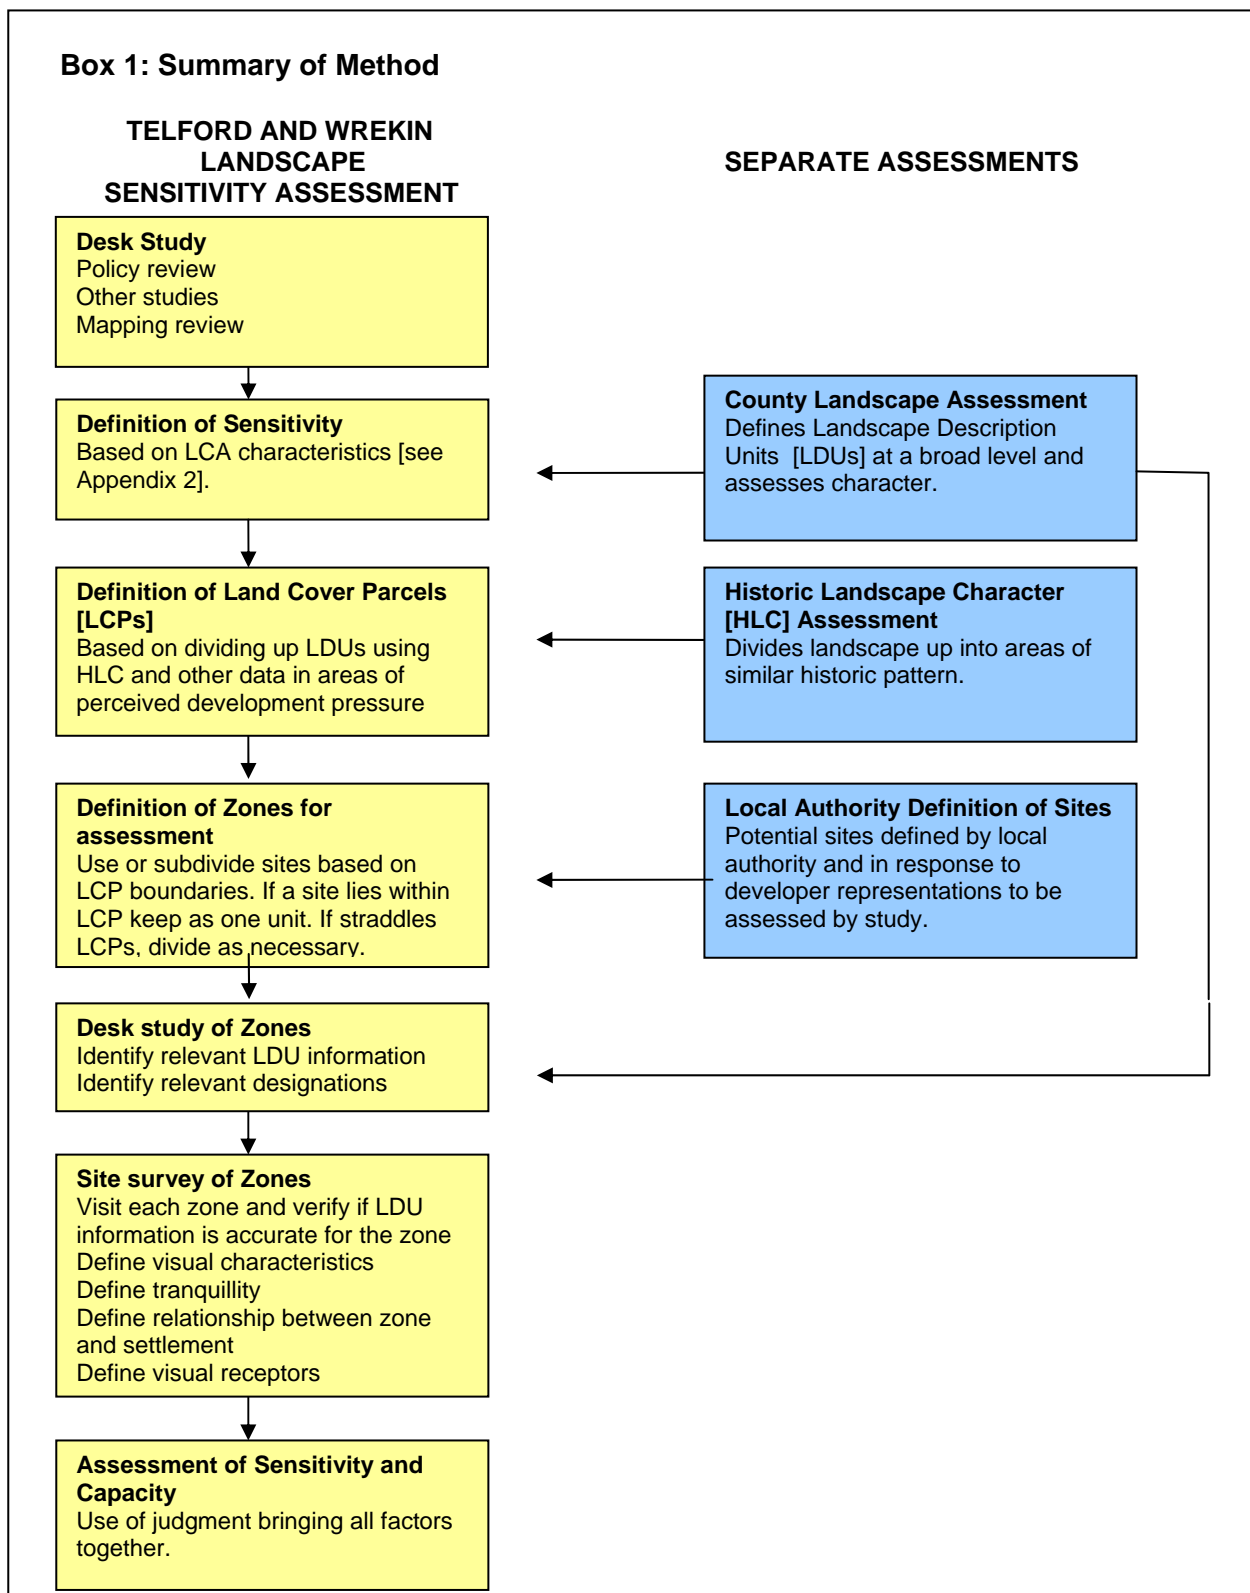 Box 1: Summary of Method
TELFORD AND WREKIN
LANDSCAPE
SENSITIVITY ASSESSMENT
SEPARATE ASSESSMENTS
Desk Study
Policy review
Other studies
Mapping review
Definition of Sensitivity
Based on LCA characteristics [see
Appendix 2].
County Landscape Assessment
Defines Landscape Description
Units [LDUs] at a broad level and
assesses character.
Definition of Land Cover Parcels
[LCPs]
Based on dividing up LDUs using
HLC and other data in areas of
perceived development pressure
Historic Landscape Character
[HLC] Assessment
Divides landscape up into areas of
similar historic pattern.
Definition of Zones for
assessment
Use or subdivide sites based on
LCP boundaries. If a site lies within
LCP keep as one unit. If straddles
LCPs, divide as necessary.
Local Authority Definition of Sites
Potential sites defined by local
authority and in response to
developer representations to be
assessed by study.
Desk study of Zones
Identify relevant LDU information
Identify relevant designations
Site survey of Zones
Visit each zone and verify if LDU
information is accurate for the zone
Define visual characteristics
Define tranquillity
Define relationship between zone
and settlement
Define visual receptors
Assessment of Sensitivity and
Capacity
Use of judgment bringing all factors
together.